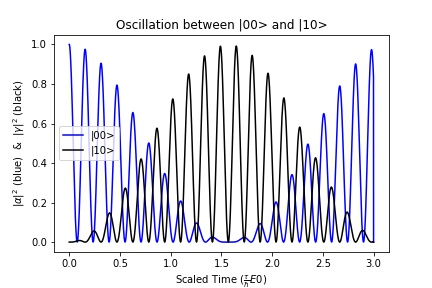 Oscillation between |00> and |10>
|α|² (blue) & |γ|² (black)
1.0
0.8
0.6
0.4
0.2
0.0
|00>
|10>
0.0 0.5 1.0 1.5 2.0 2.5 3.0
Scaled Time (τ/ħ E0)